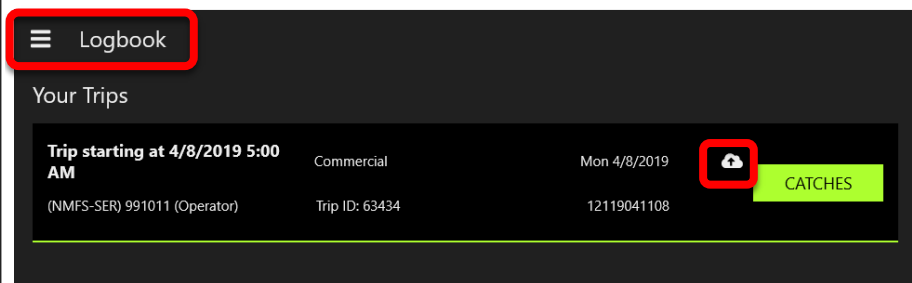 Logbook
Your Trips
Trip starting at 4/8/2019 5:00
AM
Commercial
Mon 4/8/2019
CATCHES
(NMFS-SER) 991011 (Operator)
Trip ID: 63434
12119041108